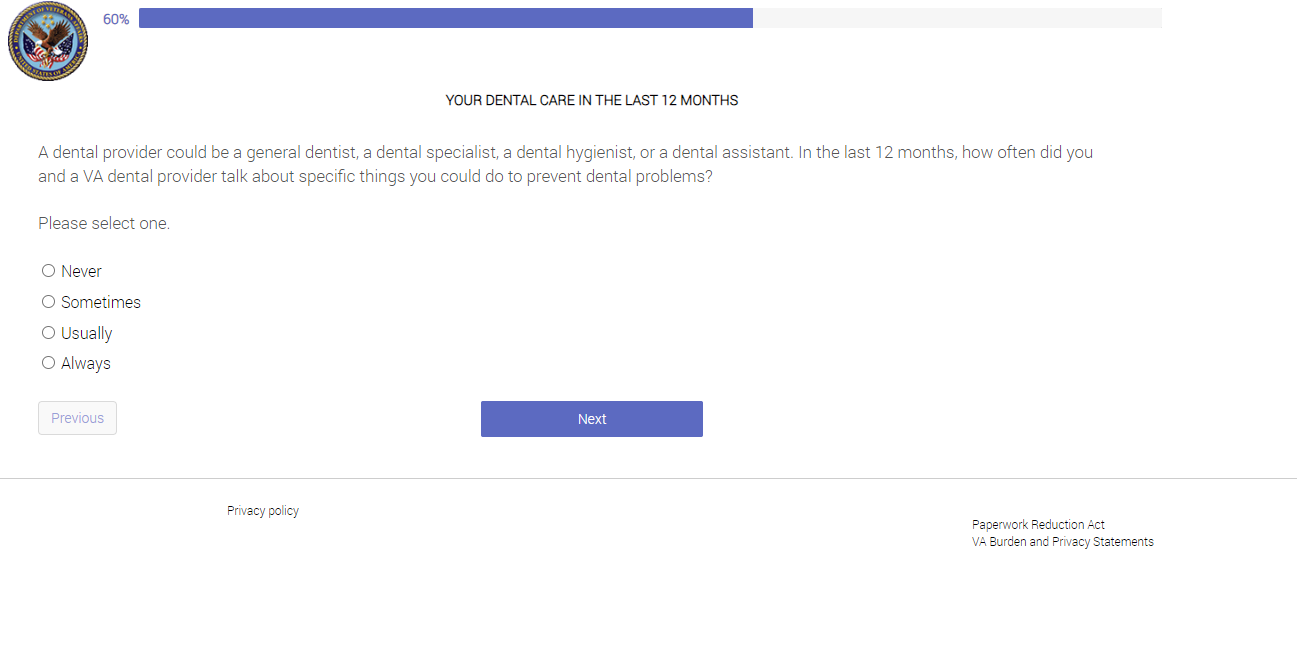 60%
YOUR DENTAL CARE IN THE LAST 12 MONTHS
A dental provider could be a general dentist, a dental specialist, a dental hygienist, or a dental assistant. In the last 12 months, how often did you
and a VA dental provider talk about specific things you could do to prevent dental problems?
Please select one.
Never
Sometimes
Usually
Always
Previous
Next
Privacy policy
Paperwork Reduction Act
VA Burden and Privacy Statements